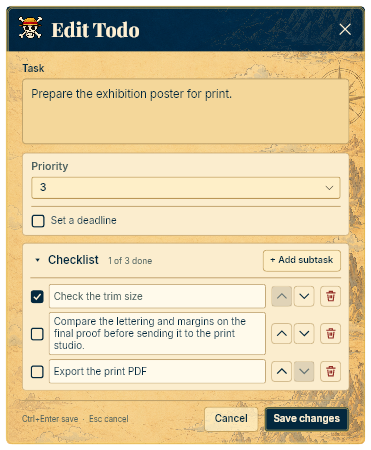 Edit Todo
Task
Prepare the exhibition poster for print.
Priority
3
Set a deadline
Checklist 1 of 3 done + Add subtask
Check the trim size
Compare the lettering and margins on the
final proof before sending it to the print
studio.
Export the print PDF
Ctrl+Enter save · Esc cancel Cancel Save changes